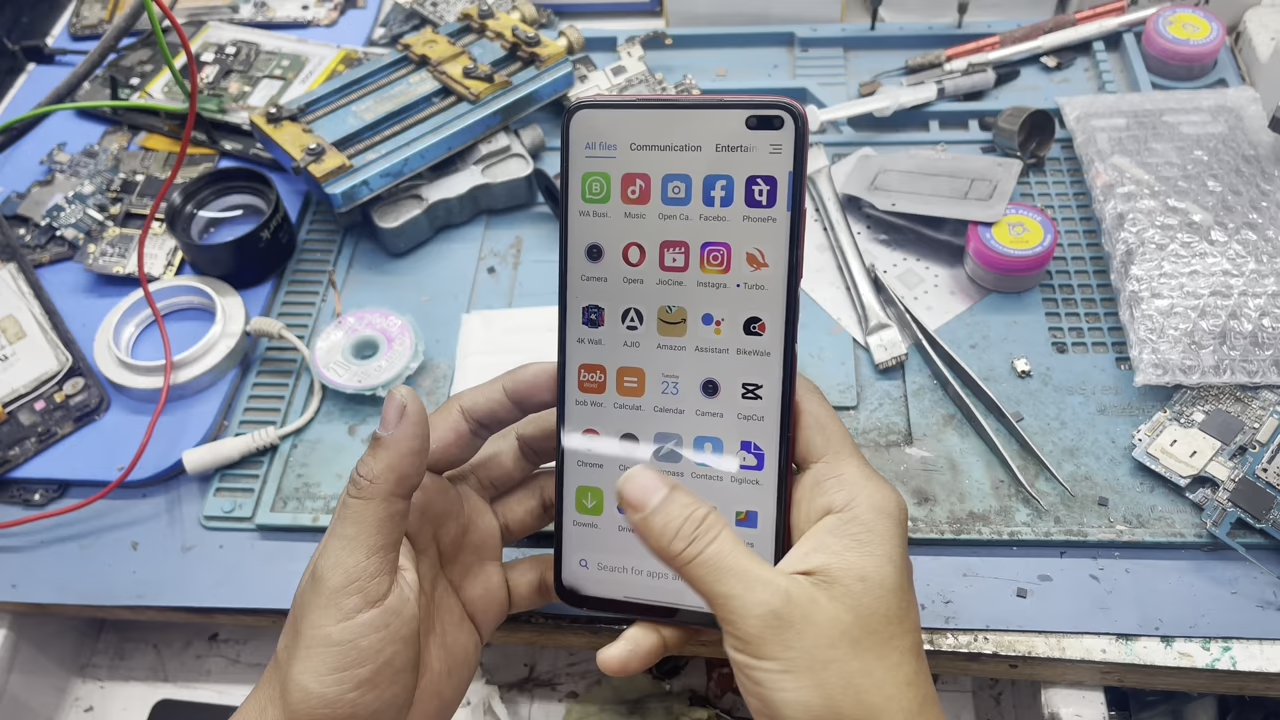 All files Communication Entertain
WA Busi.. Music Open Ca.. Facebo.. PhonePe
Camera Opera JioCine.. Instagra.. Turbo..
4K Wall.. AJIO Amazon Assistant BikeWale
bob
World
Tuesday
23
bob Wor.. Calculat.. Calendar Camera CapCut
Chrome Contacts Digilock..
Downlo..
Search for apps an